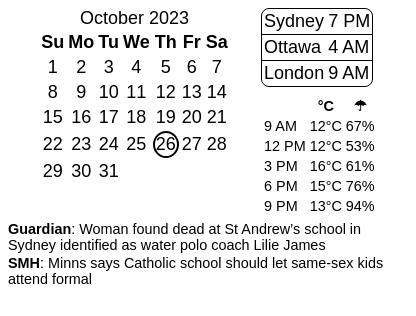 October 2023
Su Mo Tu We Th Fr Sa
1 2 3 4 5 6 7
8 9 10 11 12 13 14
15 16 17 18 19 20 21
22 23 24 25 26 27 28
29 30 31
Sydney 7 PM
Ottawa 4 AM
London 9 AM
°C ☂
9 AM 12°C 67%
12 PM 12°C 53%
3 PM 16°C 61%
6 PM 15°C 76%
9 PM 13°C 94%
Guardian: Woman found dead at St Andrew’s school in
Sydney identified as water polo coach Lilie James
SMH: Minns says Catholic school should let same-sex kids
attend formal